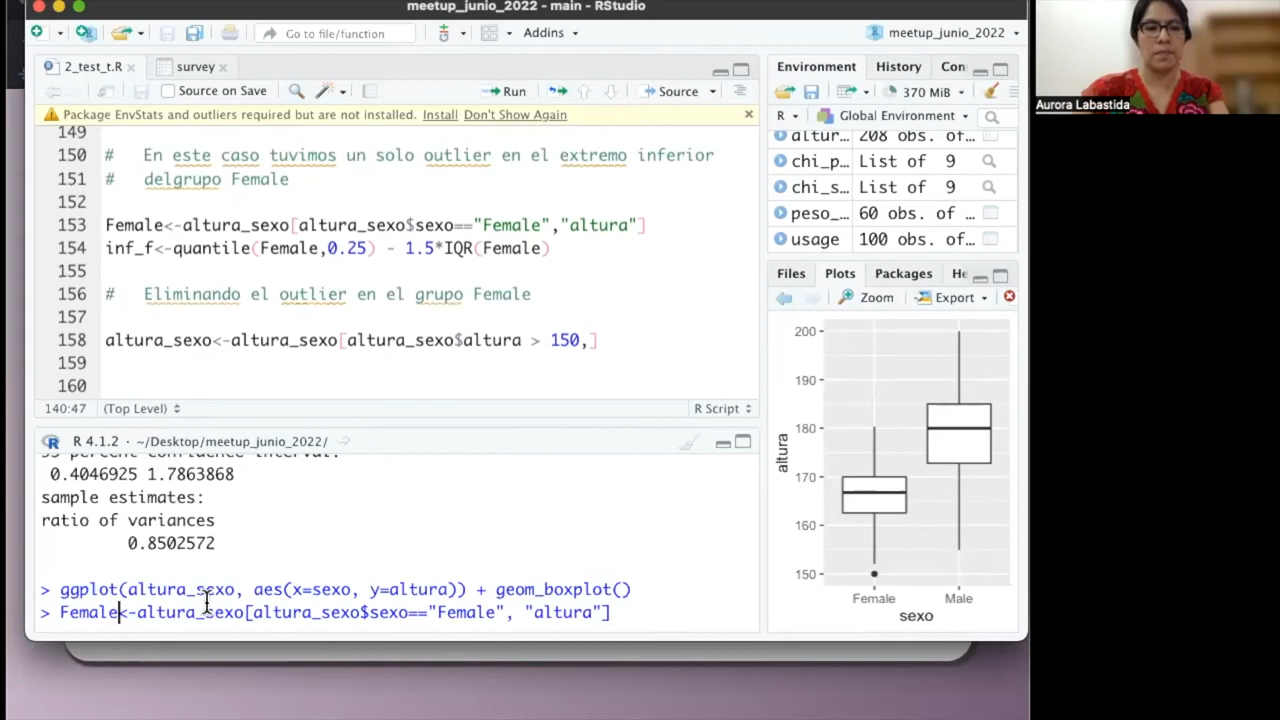 meetup_junio_2022 - main - RStudio
Go to file/function
Addins
meetup_junio_2022
2_test_t.R
survey
Source on Save
Run
Source
Package EnvStats and outliers required but are not installed. Install Don't Show Again
149
150 # En este caso tuvimos un solo outlier en el extremo inferior
151 # delgrupo Female
152
153 Female<-altura_sexo[altura_sexo$sexo=="Female","altura"]
154 inf_f<-quantile(Female,0.25) - 1.5*IQR(Female)
155
156 # Eliminando el outlier en el grupo Female
157
158 altura_sexo<-altura_sexo[altura_sexo$altura > 150,]
159
160
140:47 (Top Level) R Script
R 4.1.2 · ~/Desktop/meetup_junio_2022/
95 percent confidence interval:
0.4046925 1.7863868
sample estimates:
ratio of variances
0.8502572
> ggplot(altura_sexo, aes(x=sexo, y=altura)) + geom_boxplot()
> Female<-altura_sexo[altura_sexo$sexo=="Female", "altura"]
Environment History Con
370 MiB
R Global Environment
altur… 208 obs. of…
chi_p… List of 9
chi_s… List of 9
peso_… 60 obs. of …
usage 100 obs. of…
Files Plots Packages He
Zoom Export
200
190
180
170
160
150
altura
Female Male
sexo
Aurora Labastida